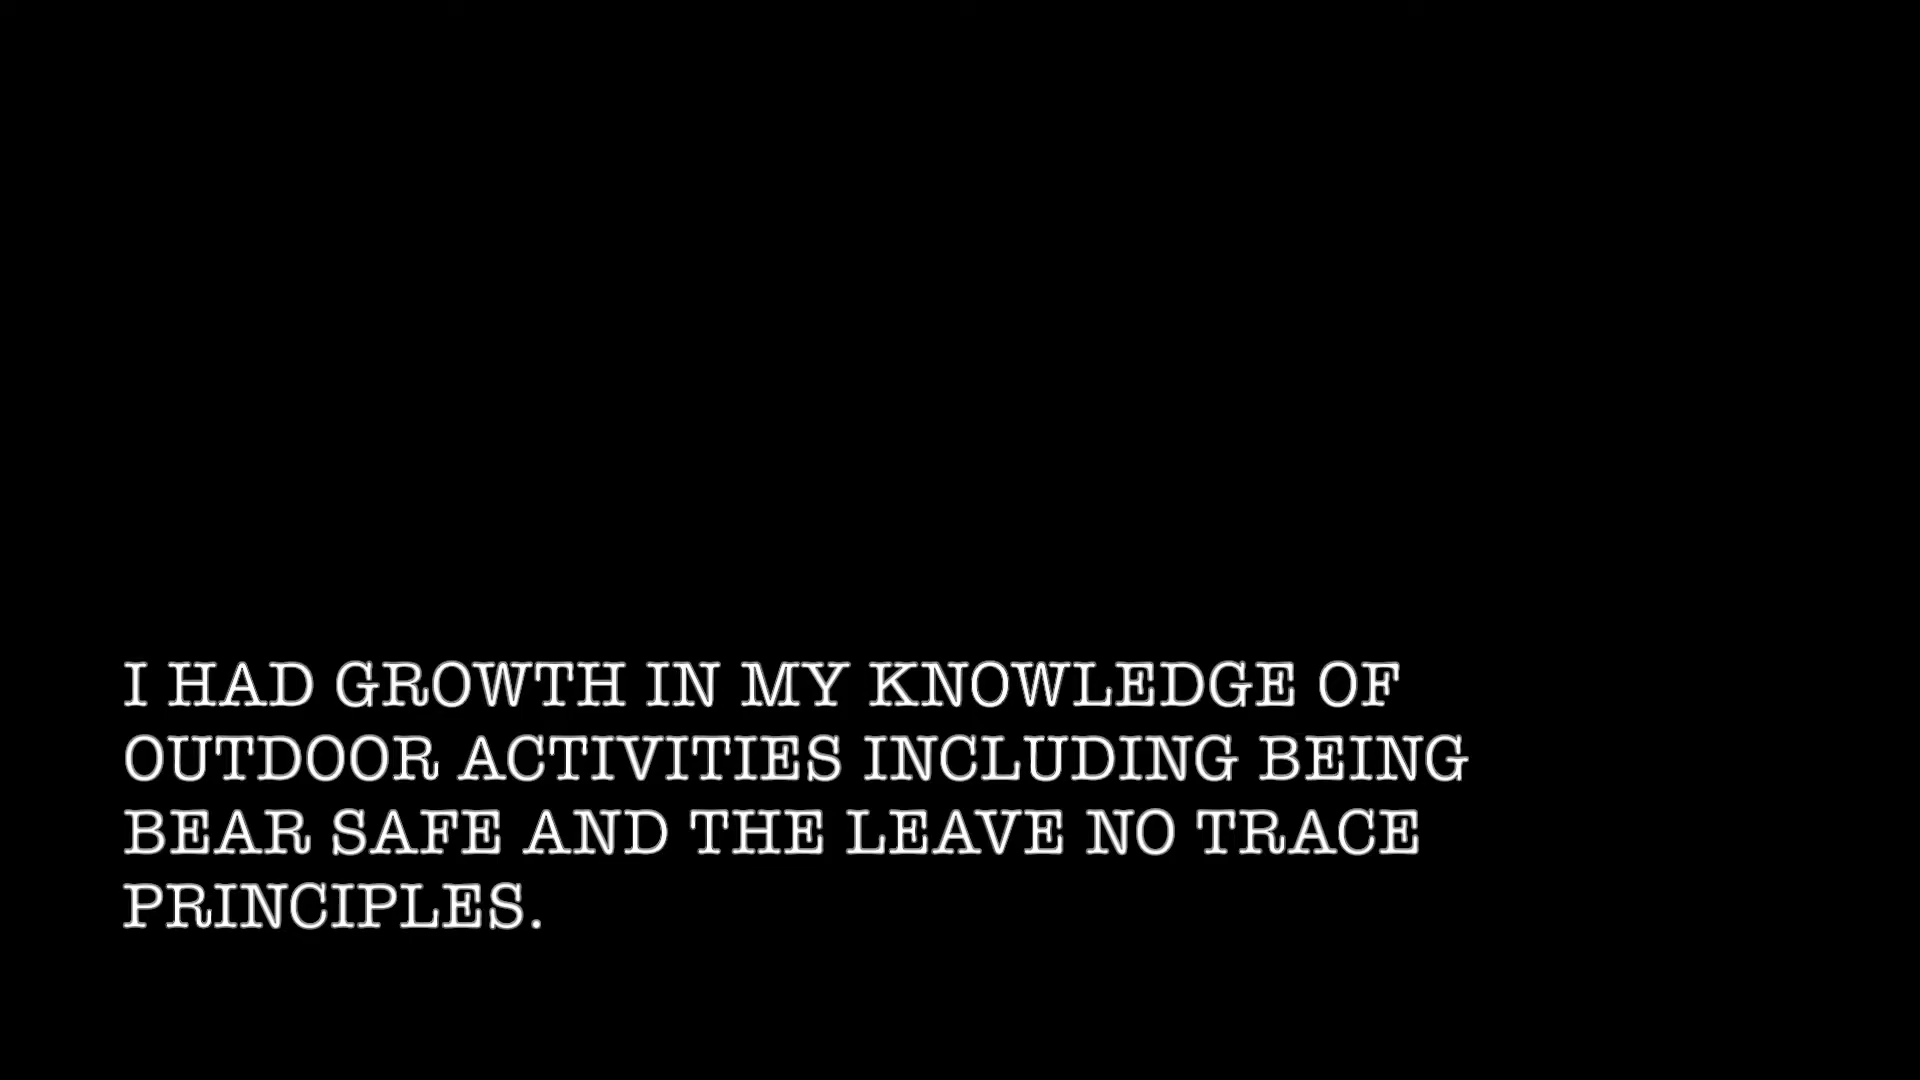 I HAD GROWTH IN MY KNOWLEDGE OF
OUTDOOR ACTIVITIES INCLUDING BEING
BEAR SAFE AND THE LEAVE NO TRACE
PRINCIPLES.